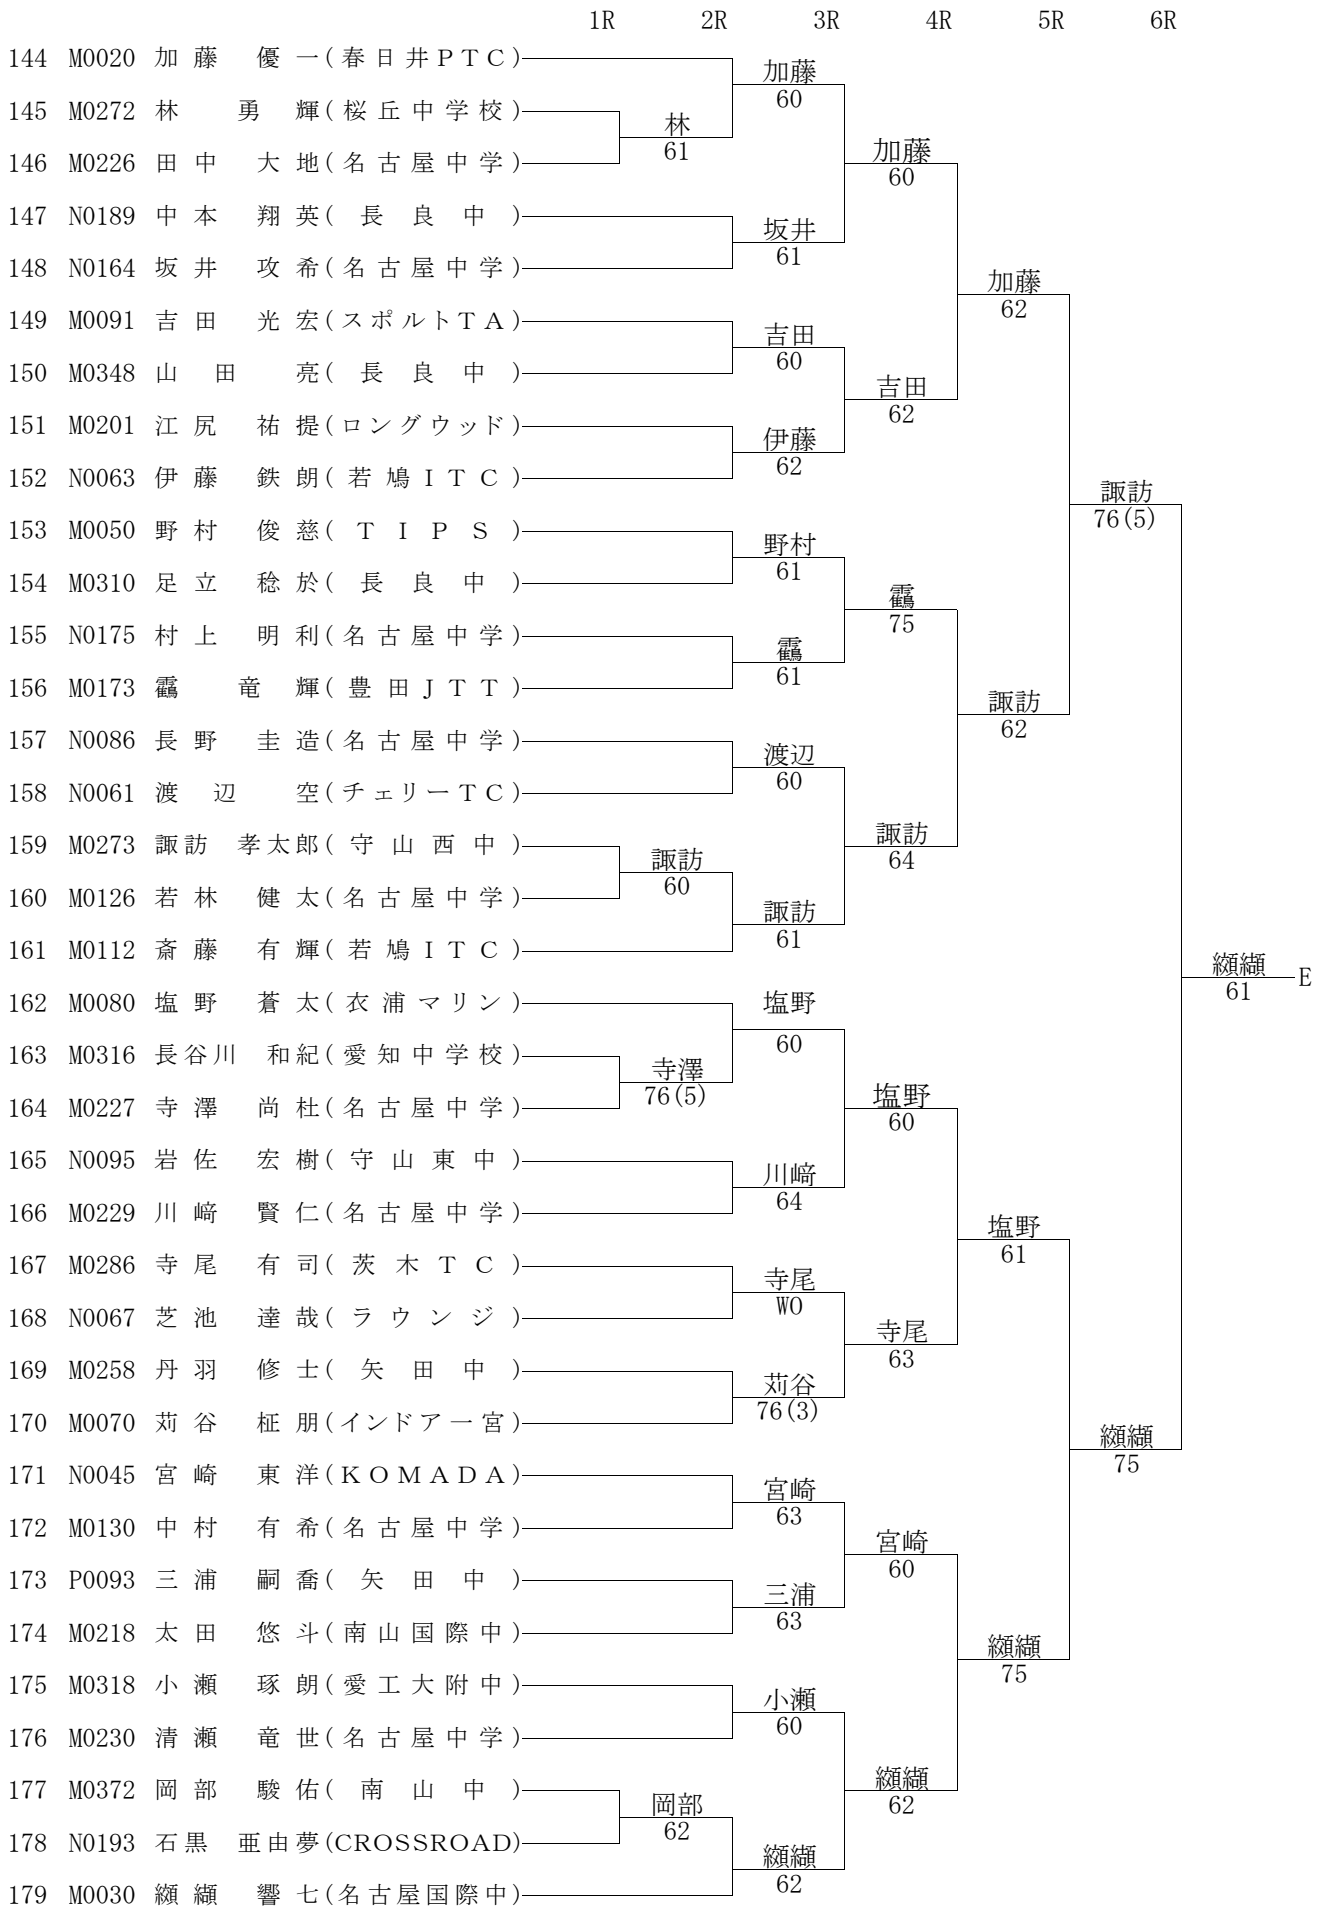 1R 2R 3R 4R 5R 6R
144 M0020 加藤 優一(春日井PTC)
加藤
60
145 M0272 林 勇輝(桜丘中学校)
林
61
146 M0226 田中 大地(名古屋中学)
加藤
60
147 N0189 中本 翔英(長良中)
坂井
61
148 N0164 坂井 攻希(名古屋中学)
加藤
62
149 M0091 吉田 光宏(スポルトTA)
吉田
60
150 M0348 山田 亮(長良中)
吉田
62
151 M0201 江尻 祐提(ロングウッド)
伊藤
62
152 N0063 伊藤 鉄朗(若鳩ITC)
諏訪
76(5)
153 M0050 野村 俊慈(TIPS)
野村
61
154 M0310 足立 稔於(長良中)
靍
75
155 N0175 村上 明利(名古屋中学)
靍
61
156 M0173 靍 竜輝(豊田JTT)
諏訪
62
157 N0086 長野 圭造(名古屋中学)
渡辺
60
158 N0061 渡辺 空(チェリーTC)
159 M0273 諏訪 孝太郎(守山西中)
諏訪
64
諏訪
60
160 M0126 若林 健太(名古屋中学)
諏訪
61
161 M0112 斎藤 有輝(若鳩ITC)
纐纈
61
E
162 M0080 塩野 蒼太(衣浦マリン)
塩野
60
163 M0316 長谷川 和紀(愛知中学校)
寺澤
76(5)
164 M0227 寺澤 尚杜(名古屋中学)
塩野
60
165 N0095 岩佐 宏樹(守山東中)
川﨑
64
166 M0229 川﨑 賢仁(名古屋中学)
塩野
61
167 M0286 寺尾 有司(茨木TC)
寺尾
WO
168 N0067 芝池 達哉(ラウンジ)
寺尾
63
169 M0258 丹羽 修士(矢田中)
苅谷
76(3)
170 M0070 苅谷 柾朋(インドア一宮)
纐纈
75
171 N0045 宮崎 東洋(KOMADA)
宮崎
63
172 M0130 中村 有希(名古屋中学)
宮崎
60
173 P0093 三浦 嗣喬(矢田中)
三浦
63
174 M0218 太田 悠斗(南山国際中)
纐纈
75
175 M0318 小瀬 琢朗(愛工大附中)
小瀬
60
176 M0230 清瀬 竜世(名古屋中学)
177 M0372 岡部 駿佑(南山中)
纐纈
62
岡部
62
178 N0193 石黒 亜由夢(CROSSROAD)
纐纈
62
179 M0030 纐纈 響七(名古屋国際中)